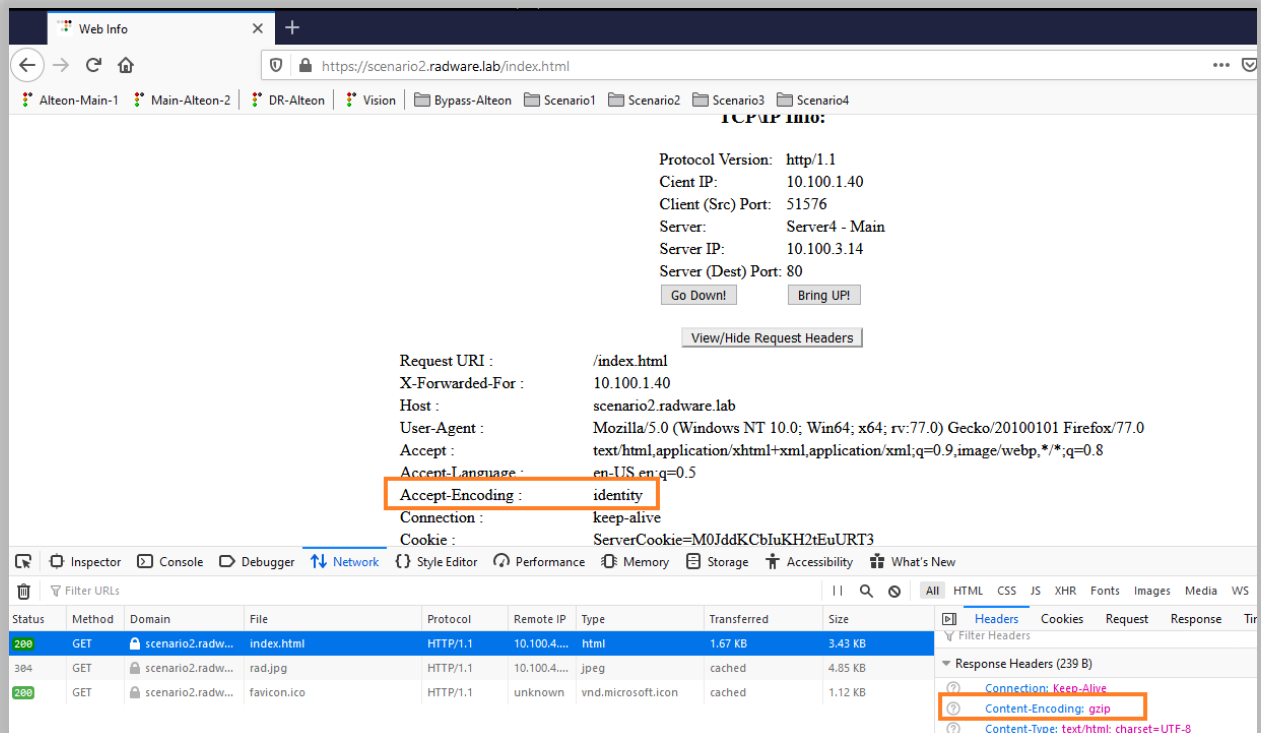 Web Info
https://scenario2.radware.lab/index.html
Alteon-Main-1 Main-Alteon-2 DR-Alteon Vision Bypass-Alteon Scenario1 Scenario2 Scenario3 Scenario4
TCP\IP Info:
Protocol Version: http/1.1
Cient IP: 10.100.1.40
Client (Src) Port: 51576
Server: Server4 - Main
Server IP: 10.100.3.14
Server (Dest) Port: 80
Go Down! Bring UP!
View/Hide Request Headers
Request URI : /index.html
X-Forwarded-For : 10.100.1.40
Host : scenario2.radware.lab
User-Agent : Mozilla/5.0 (Windows NT 10.0; Win64; x64; rv:77.0) Gecko/20100101 Firefox/77.0
Accept : text/html,application/xhtml+xml,application/xml;q=0.9,image/webp,*/*;q=0.8
Accept-Language : en-US,en;q=0.5
Accept-Encoding : identity
Connection : keep-alive
Cookie : ServerCookie=M0JddKCbIuKH2tEuURT3
Inspector Console Debugger Network Style Editor Performance Memory Storage Accessibility What's New
Filter URLs All HTML CSS JS XHR Fonts Images Media WS
Status Method Domain File Protocol Remote IP Type Transferred Size Headers Cookies Request Response Tir
Filter Headers
200 GET scenario2.radw... index.html HTTP/1.1 10.100.4.... html 1.67 KB 3.43 KB
Response Headers (239 B)
304 GET scenario2.radw... rad.jpg HTTP/1.1 10.100.4.... jpeg cached 4.85 KB
Connection: Keep-Alive
200 GET scenario2.radw... favicon.ico HTTP/1.1 unknown vnd.microsoft.icon cached 1.12 KB
Content-Encoding: gzip
Content-Type: text/html; charset=UTF-8